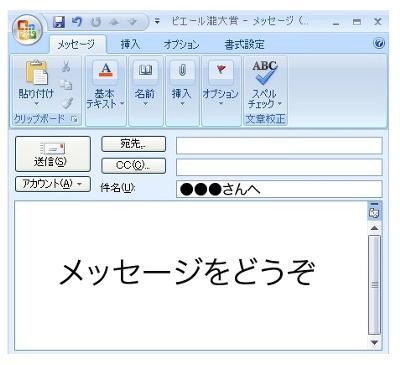 ピエール瀧大賞 - メッセージ (...
メッセージ 挿入 オプション 書式設定
貼り付け
クリップボード
基本
テキスト
名前
挿入
オプション
ABC
スペル
チェック
文章校正
送信(S)
アカウント(A)
宛先...
CC(C)...
件名(U): ●●●さんへ
メッセージをどうぞ